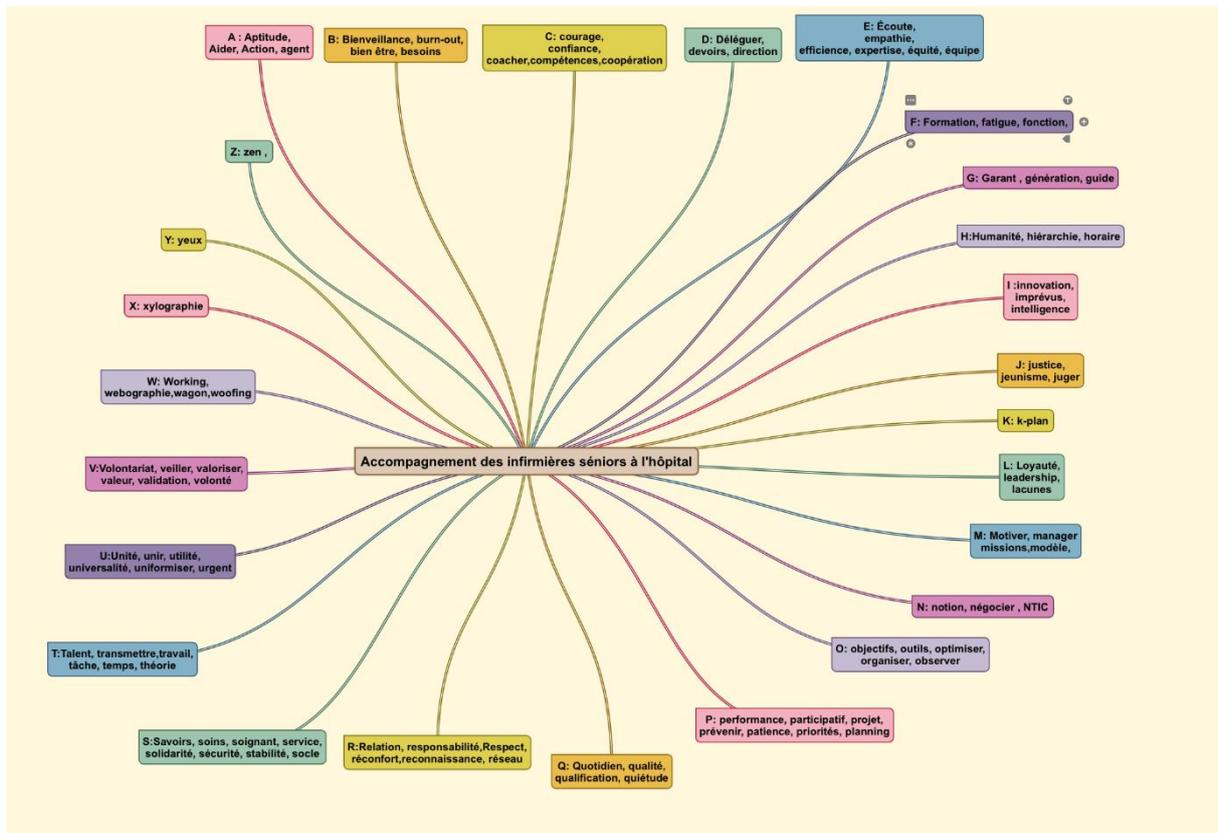 A : Aptitude,
Aider, Action, agent
B: Bienveillance, burn-out,
bien être, besoins
C: courage,
confiance,
coacher,compétences,coopération
D: Déléguer,
devoirs, direction
E: Écoute,
empathie,
efficience, expertise, équité, équipe
F: Formation, fatigue, fonction,
G: Garant , génération, guide
H:Humanité, hiérarchie, horaire
I :innovation,
imprévus,
intelligence
J: justice,
jeunisme, juger
K: k-plan
L: Loyauté,
leadership,
lacunes
M: Motiver, manager
missions,modèle,
N: notion, négocier , NTIC
O: objectifs, outils, optimiser,
organiser, observer
P: performance, participatif, projet,
prévenir, patience, priorités, planning
Q: Quotidien, qualité,
qualification, quiétude
R:Relation, responsabilité,Respect,
réconfort,reconnaissance, réseau
S:Savoirs, soins, soignant, service,
solidarité, sécurité, stabilité, socle
T:Talent, transmettre,travail,
tâche, temps, théorie
U:Unité, unir, utilité,
universalité, uniformiser, urgent
V:Volontariat, veiller, valoriser,
valeur, validation, volonté
W: Working,
webographie,wagon,woofing
X: xylographie
Y: yeux
Z: zen ,
Accompagnement des infirmières séniors à l'hôpital